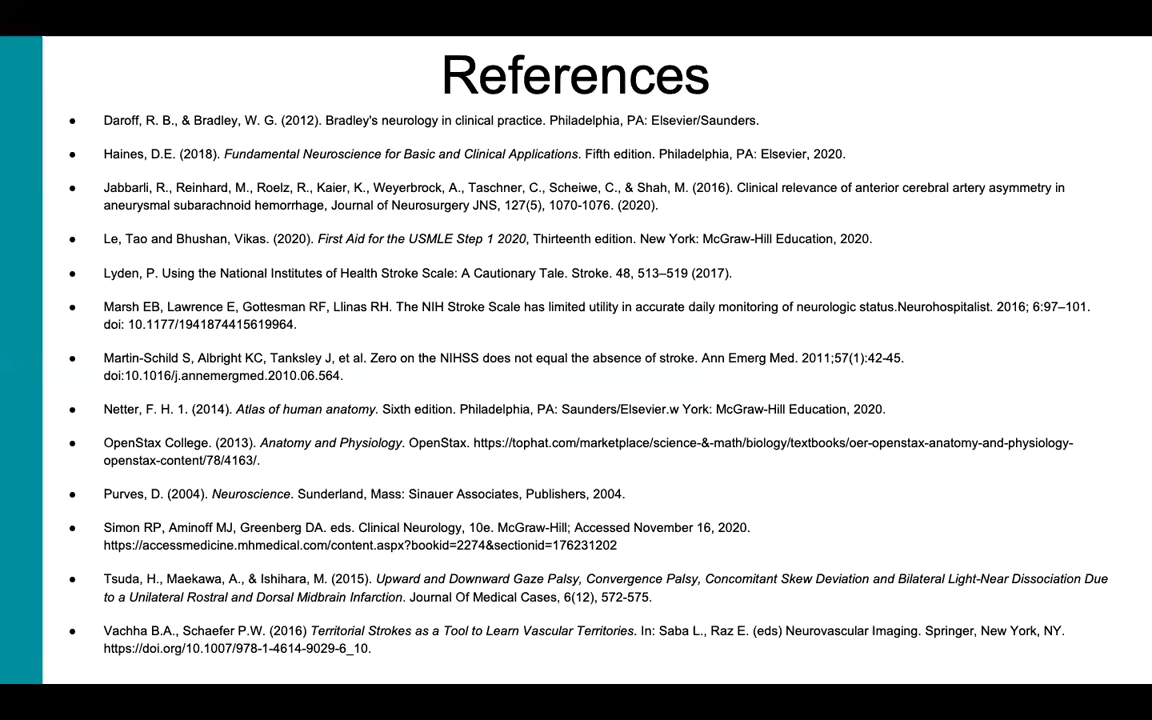 References
● Daroff, R. B., & Bradley, W. G. (2012). Bradley's neurology in clinical practice. Philadelphia, PA: Elsevier/Saunders.
● Haines, D.E. (2018). Fundamental Neuroscience for Basic and Clinical Applications. Fifth edition. Philadelphia, PA: Elsevier, 2020.
● Jabbarli, R., Reinhard, M., Roelz, R., Kaier, K., Weyerbrock, A., Taschner, C., Scheiwe, C., & Shah, M. (2016). Clinical relevance of anterior cerebral artery asymmetry in
aneurysmal subarachnoid hemorrhage, Journal of Neurosurgery JNS, 127(5), 1070-1076. (2020).
● Le, Tao and Bhushan, Vikas. (2020). First Aid for the USMLE Step 1 2020, Thirteenth edition. New York: McGraw-Hill Education, 2020.
● Lyden, P. Using the National Institutes of Health Stroke Scale: A Cautionary Tale. Stroke. 48, 513–519 (2017).
● Marsh EB, Lawrence E, Gottesman RF, Llinas RH. The NIH Stroke Scale has limited utility in accurate daily monitoring of neurologic status.Neurohospitalist. 2016; 6:97–101.
doi: 10.1177/1941874415619964.
● Martin-Schild S, Albright KC, Tanksley J, et al. Zero on the NIHSS does not equal the absence of stroke. Ann Emerg Med. 2011;57(1):42-45.
doi:10.1016/j.annemergmed.2010.06.564.
● Netter, F. H. 1. (2014). Atlas of human anatomy. Sixth edition. Philadelphia, PA: Saunders/Elsevier.w York: McGraw-Hill Education, 2020.
● OpenStax College. (2013). Anatomy and Physiology. OpenStax. https://tophat.com/marketplace/science-&-math/biology/textbooks/oer-openstax-anatomy-and-physiology-
openstax-content/78/4163/.
● Purves, D. (2004). Neuroscience. Sunderland, Mass: Sinauer Associates, Publishers, 2004.
● Simon RP, Aminoff MJ, Greenberg DA. eds. Clinical Neurology, 10e. McGraw-Hill; Accessed November 16, 2020.
https://accessmedicine.mhmedical.com/content.aspx?bookid=2274&sectionid=176231202
● Tsuda, H., Maekawa, A., & Ishihara, M. (2015). Upward and Downward Gaze Palsy, Convergence Palsy, Concomitant Skew Deviation and Bilateral Light-Near Dissociation Due
to a Unilateral Rostral and Dorsal Midbrain Infarction. Journal Of Medical Cases, 6(12), 572-575.
● Vachha B.A., Schaefer P.W. (2016) Territorial Strokes as a Tool to Learn Vascular Territories. In: Saba L., Raz E. (eds) Neurovascular Imaging. Springer, New York, NY.
https://doi.org/10.1007/978-1-4614-9029-6_10.